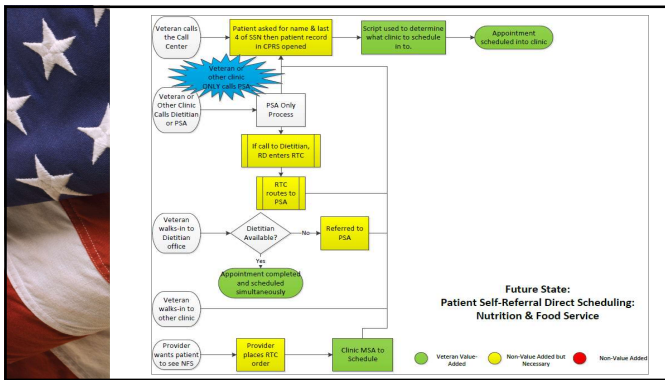 Veteran calls
the Call
Center
Patient asked for name & last
4 of SSN then patient record
in CPRS opened
Script used to determine
what clinic to schedule
in to.
Appointment
scheduled into clinic
Veteran or
other clinic
ONLY calls PSA
Veteran or
Other Clinic
Calls Dietitian
or PSA
PSA Only
Process
If call to Dietitian,
RD enters RTC
RTC
routes to
PSA
Veteran
walks-in to
Dietitian
office
Dietitian
Available?
No
Referred to
PSA
Yes
Appointment completed
and scheduled
simultaneously
Veteran
walks-in to
other clinic
Provider
wants patient
to see NFS
Provider
places RTC
order
Clinic MSA to
Schedule
Future State:
Patient Self-Referral Direct Scheduling:
Nutrition & Food Service
Veteran Value-
Added
Non-Value Added but
Necessary
Non-Value Added